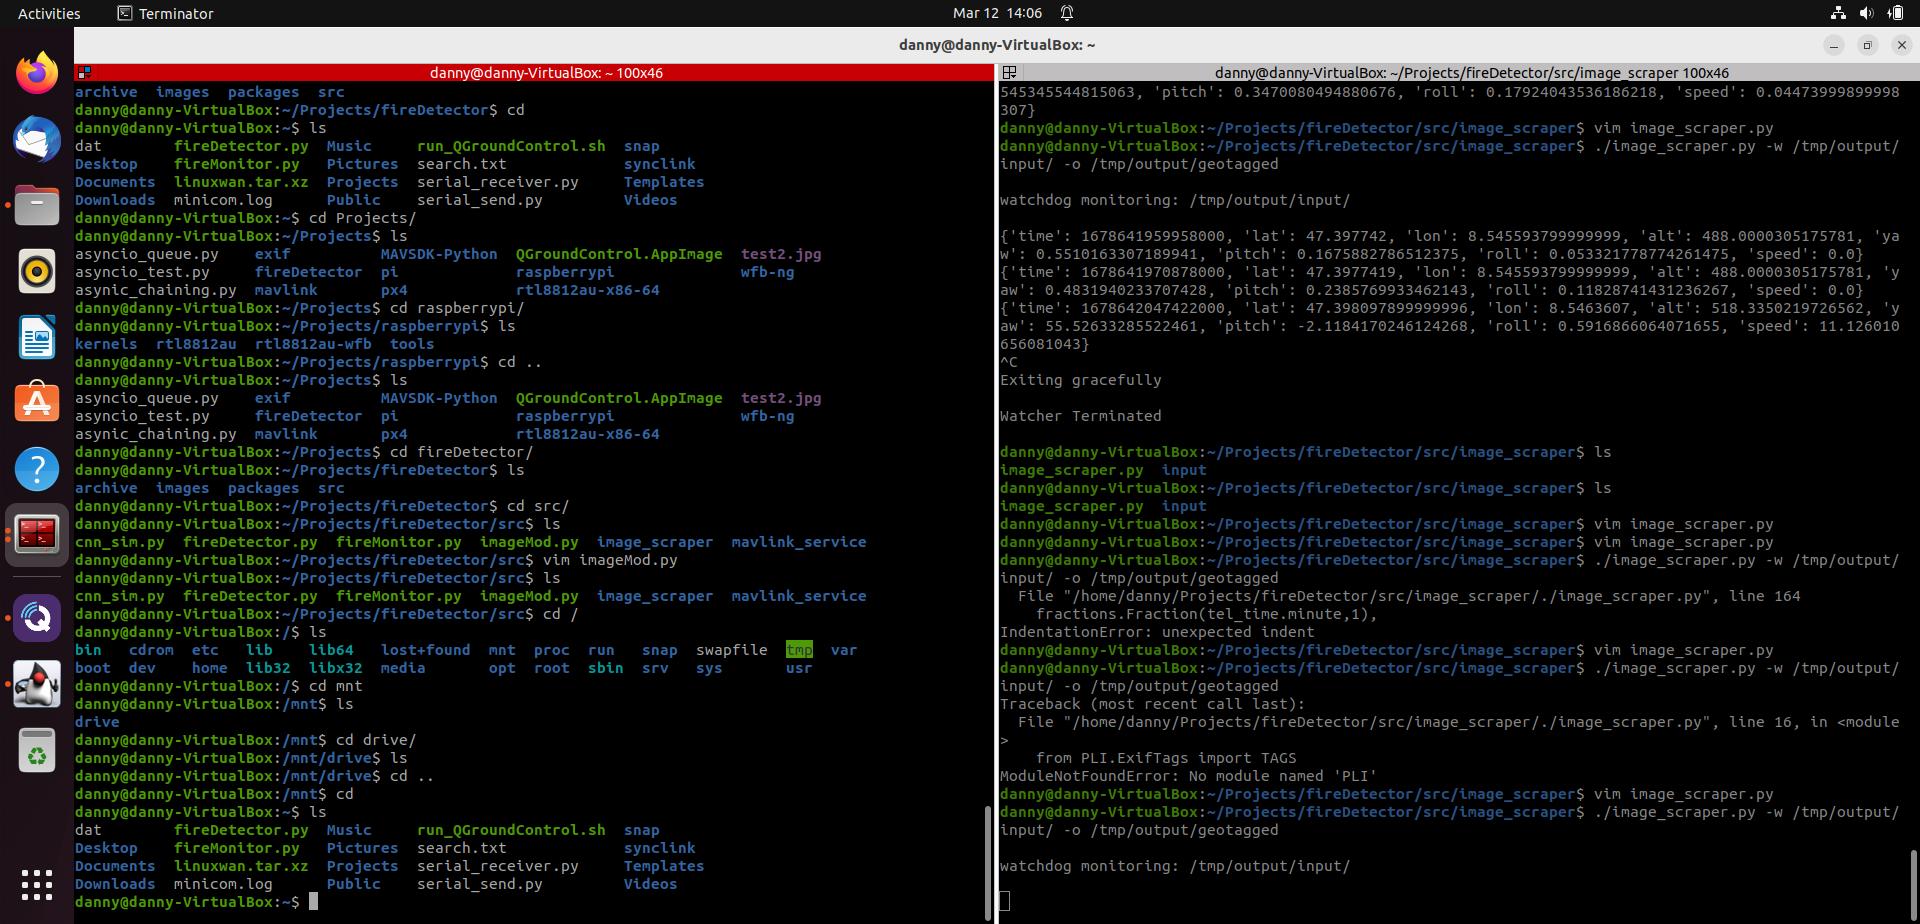 Activities Terminator Mar 12 14:06
danny@danny-VirtualBox: ~
danny@danny-VirtualBox: ~ 100x46
archive  images  packages  src
danny@danny-VirtualBox:~/Projects/fireDetector$ cd
danny@danny-VirtualBox:~$ ls
dat        fireDetector.py  Music     run_QGroundControl.sh  snap
Desktop    fireMonitor.py   Pictures  search.txt             synclink
Documents  linuxwan.tar.xz  Projects  serial_receiver.py     Templates
Downloads  minicom.log      Public    serial_send.py         Videos
danny@danny-VirtualBox:~$ cd Projects/
danny@danny-VirtualBox:~/Projects$ ls
asyncio_queue.py    exif          MAVSDK-Python  QGroundControl.AppImage  test2.jpg
asyncio_test.py     fireDetector  pi             raspberrypi              wfb-ng
asynic_chaining.py  mavlink       px4            rtl8812au-x86-64
danny@danny-VirtualBox:~/Projects$ cd raspberrypi/
danny@danny-VirtualBox:~/Projects/raspberrypi$ ls
kernels  rtl8812au  rtl8812au-wfb  tools
danny@danny-VirtualBox:~/Projects/raspberrypi$ cd ..
danny@danny-VirtualBox:~/Projects$ ls
asyncio_queue.py    exif          MAVSDK-Python  QGroundControl.AppImage  test2.jpg
asyncio_test.py     fireDetector  pi             raspberrypi              wfb-ng
asynic_chaining.py  mavlink       px4            rtl8812au-x86-64
danny@danny-VirtualBox:~/Projects$ cd fireDetector/
danny@danny-VirtualBox:~/Projects/fireDetector$ ls
archive  images  packages  src
danny@danny-VirtualBox:~/Projects/fireDetector$ cd src/
danny@danny-VirtualBox:~/Projects/fireDetector/src$ ls
cnn_sim.py  fireDetector.py  fireMonitor.py  imageMod.py  image_scraper  mavlink_service
danny@danny-VirtualBox:~/Projects/fireDetector/src$ vim imageMod.py
danny@danny-VirtualBox:~/Projects/fireDetector/src$ ls
cnn_sim.py  fireDetector.py  fireMonitor.py  imageMod.py  image_scraper  mavlink_service
danny@danny-VirtualBox:~/Projects/fireDetector/src$ cd /
danny@danny-VirtualBox:/$ ls
bin   cdrom  etc   lib    lib64   lost+found  mnt  proc  run   snap  swapfile  tmp  var
boot  dev    home  lib32  libx32  media       opt  root  sbin  srv   sys       usr
danny@danny-VirtualBox:/$ cd mnt
danny@danny-VirtualBox:/mnt$ ls
drive
danny@danny-VirtualBox:/mnt$ cd drive/
danny@danny-VirtualBox:/mnt/drive$ ls
danny@danny-VirtualBox:/mnt/drive$ cd ..
danny@danny-VirtualBox:/mnt$ cd
danny@danny-VirtualBox:~$ ls
dat        fireDetector.py  Music     run_QGroundControl.sh  snap
Desktop    fireMonitor.py   Pictures  search.txt             synclink
Documents  linuxwan.tar.xz  Projects  serial_receiver.py     Templates
Downloads  minicom.log      Public    serial_send.py         Videos
danny@danny-VirtualBox:~$
danny@danny-VirtualBox: ~/Projects/fireDetector/src/image_scraper 100x46
545345544815063, 'pitch': 0.3470080494880676, 'roll': 0.17924043536186218, 'speed': 0.04473999899998
307}
danny@danny-VirtualBox:~/Projects/fireDetector/src/image_scraper$ vim image_scraper.py
danny@danny-VirtualBox:~/Projects/fireDetector/src/image_scraper$ ./image_scraper.py -w /tmp/output/
input/ -o /tmp/output/geotagged
watchdog monitoring: /tmp/output/input/
{'time': 1678641959958000, 'lat': 47.397742, 'lon': 8.545593799999999, 'alt': 488.0000305175781, 'ya
w': 0.5510163307189941, 'pitch': 0.1675882786512375, 'roll': 0.053321778774261475, 'speed': 0.0}
{'time': 1678641970878000, 'lat': 47.3977419, 'lon': 8.545593799999999, 'alt': 488.0000305175781, 'y
aw': 0.4831940233707428, 'pitch': 0.2385769933462143, 'roll': 0.11828741431236267, 'speed': 0.0}
{'time': 1678642047422000, 'lat': 47.398097899999996, 'lon': 8.5463607, 'alt': 518.3350219726562, 'y
aw': 55.52633285522461, 'pitch': -2.1184170246124268, 'roll': 0.5916866064071655, 'speed': 11.126010
656081043}
^C
Exiting gracefully
Watcher Terminated
danny@danny-VirtualBox:~/Projects/fireDetector/src/image_scraper$ ls
image_scraper.py  input
danny@danny-VirtualBox:~/Projects/fireDetector/src/image_scraper$ ls
image_scraper.py  input
danny@danny-VirtualBox:~/Projects/fireDetector/src/image_scraper$ vim image_scraper.py
danny@danny-VirtualBox:~/Projects/fireDetector/src/image_scraper$ vim image_scraper.py
danny@danny-VirtualBox:~/Projects/fireDetector/src/image_scraper$ ./image_scraper.py -w /tmp/output/
input/ -o /tmp/output/geotagged
  File "/home/danny/Projects/fireDetector/src/image_scraper/./image_scraper.py", line 164
    fractions.Fraction(tel_time.minute,1),
IndentationError: unexpected indent
danny@danny-VirtualBox:~/Projects/fireDetector/src/image_scraper$ vim image_scraper.py
danny@danny-VirtualBox:~/Projects/fireDetector/src/image_scraper$ ./image_scraper.py -w /tmp/output/
input/ -o /tmp/output/geotagged
Traceback (most recent call last):
  File "/home/danny/Projects/fireDetector/src/image_scraper/./image_scraper.py", line 16, in <module
>
    from PLI.ExifTags import TAGS
ModuleNotFoundError: No module named 'PLI'
danny@danny-VirtualBox:~/Projects/fireDetector/src/image_scraper$ vim image_scraper.py
danny@danny-VirtualBox:~/Projects/fireDetector/src/image_scraper$ ./image_scraper.py -w /tmp/output/
input/ -o /tmp/output/geotagged
watchdog monitoring: /tmp/output/input/